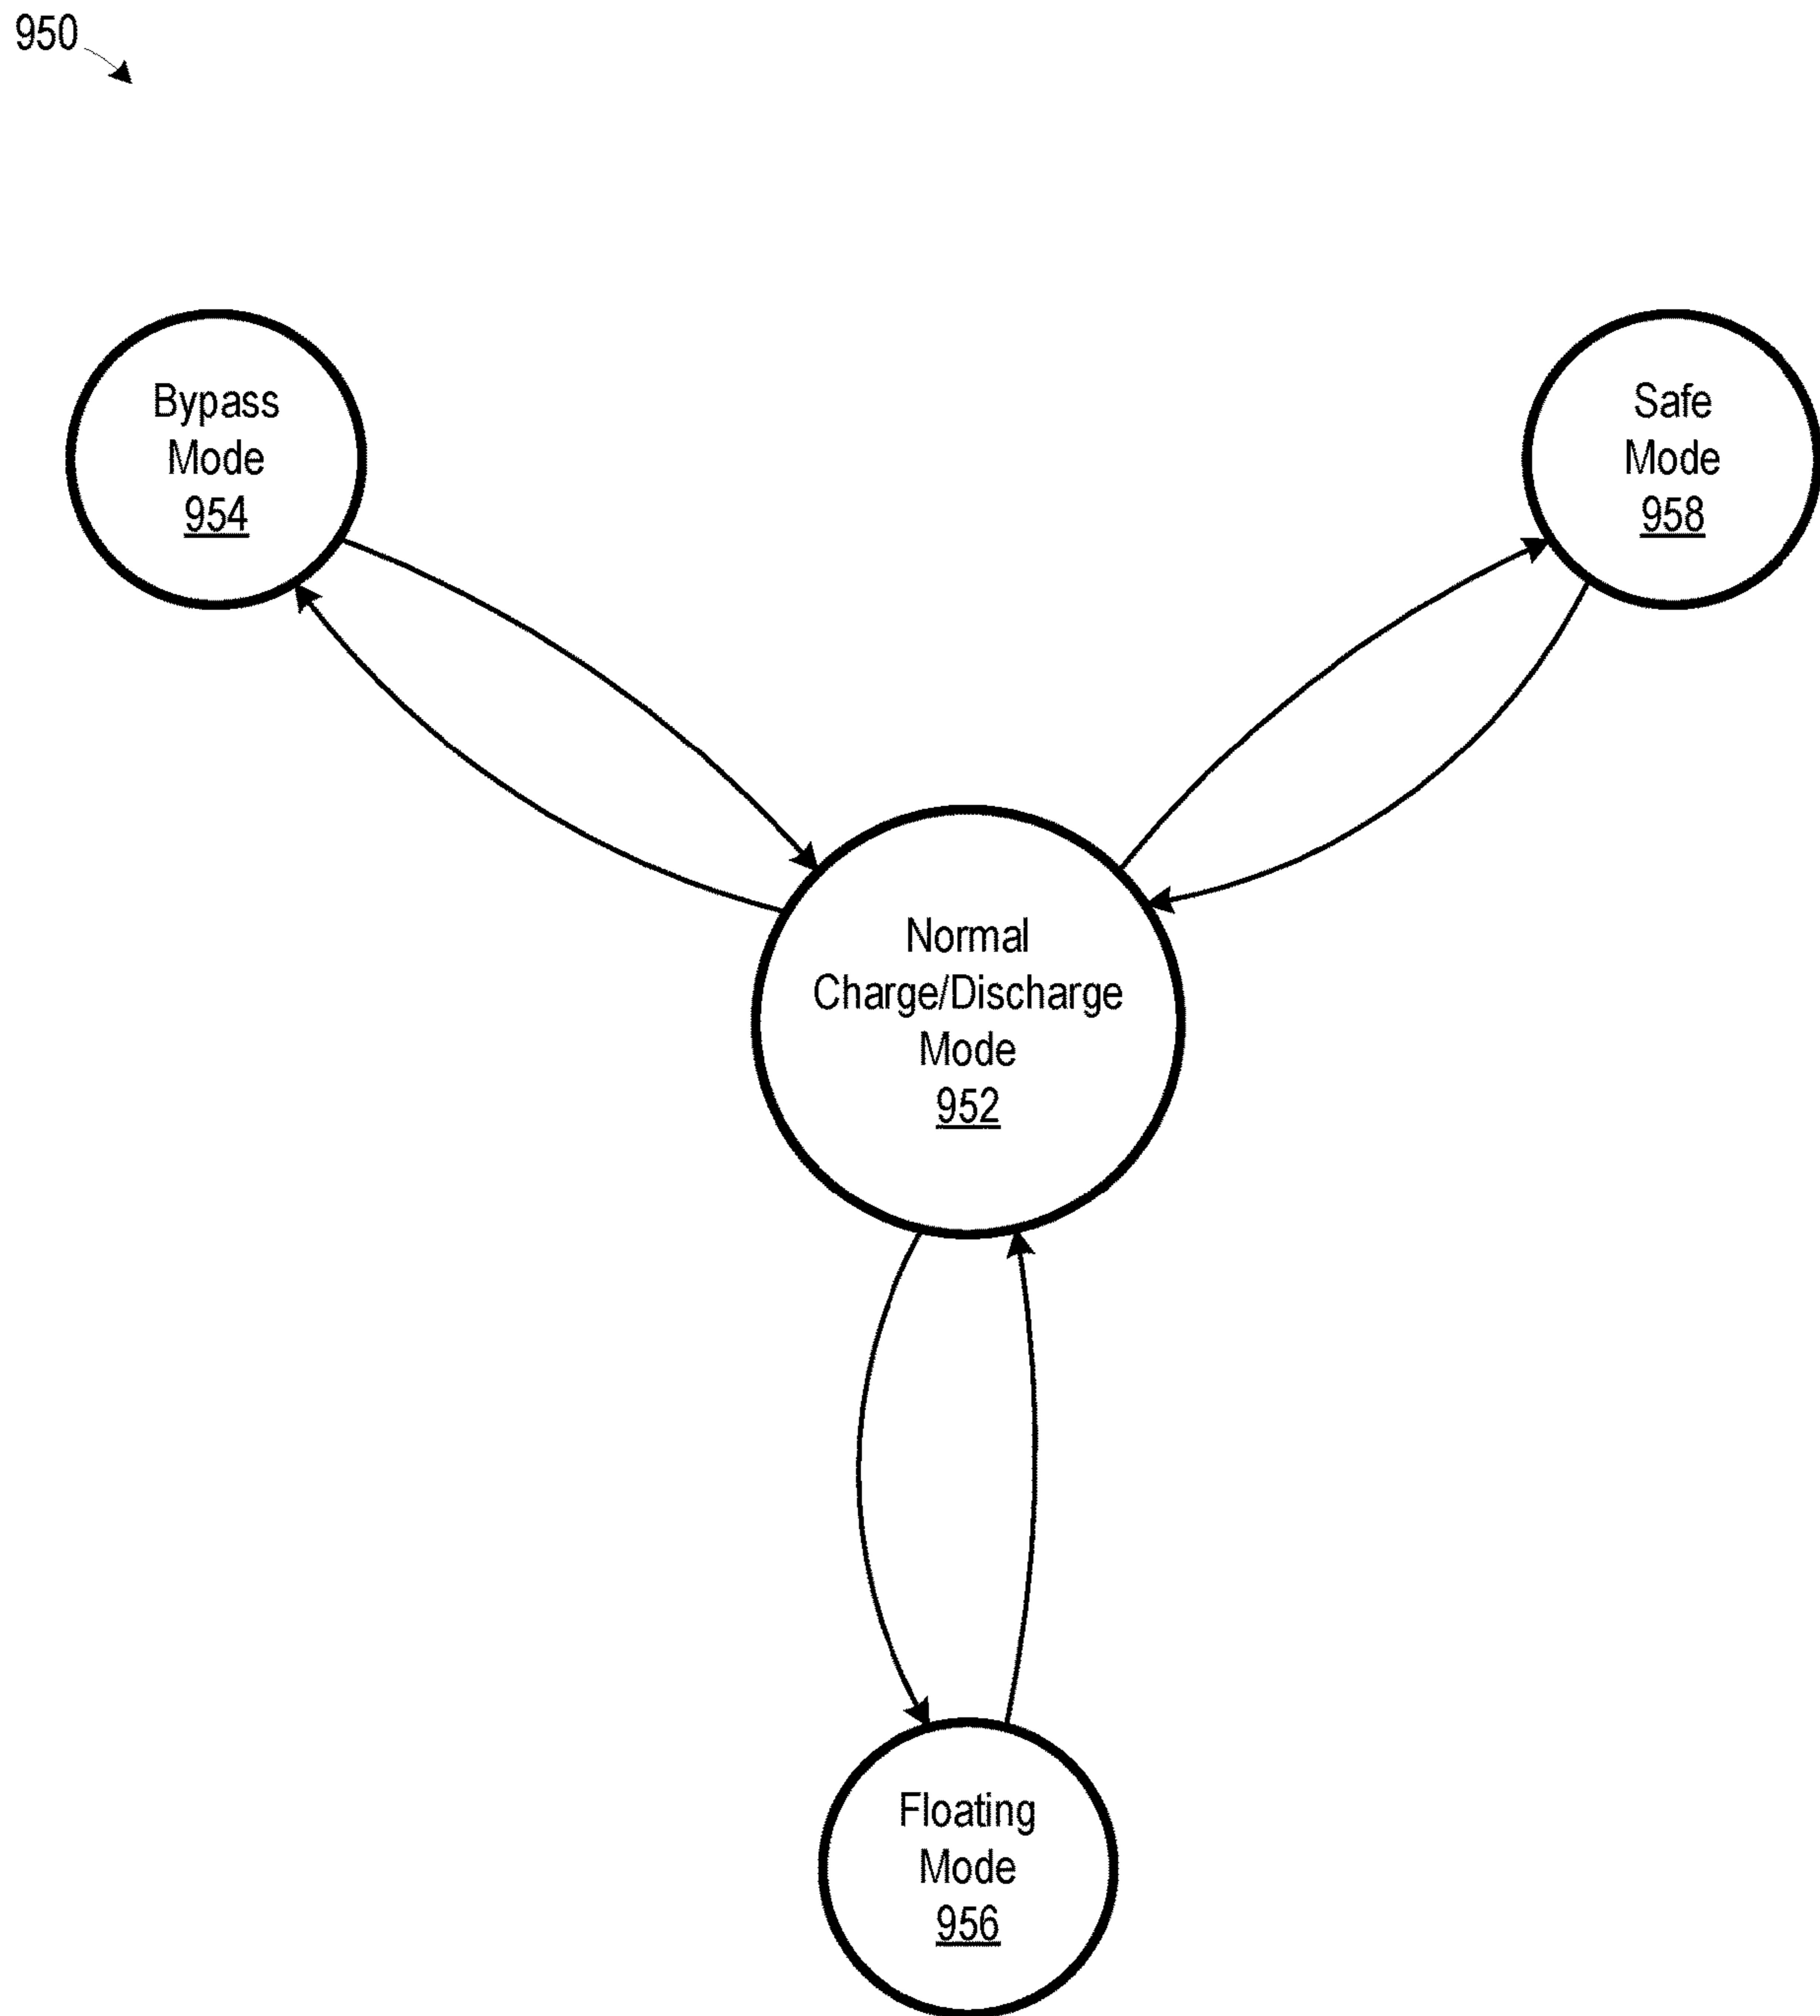 950
Bypass
Mode
954
Safe
Mode
958
Normal
Charge/Discharge
Mode
952
Floating
Mode
956